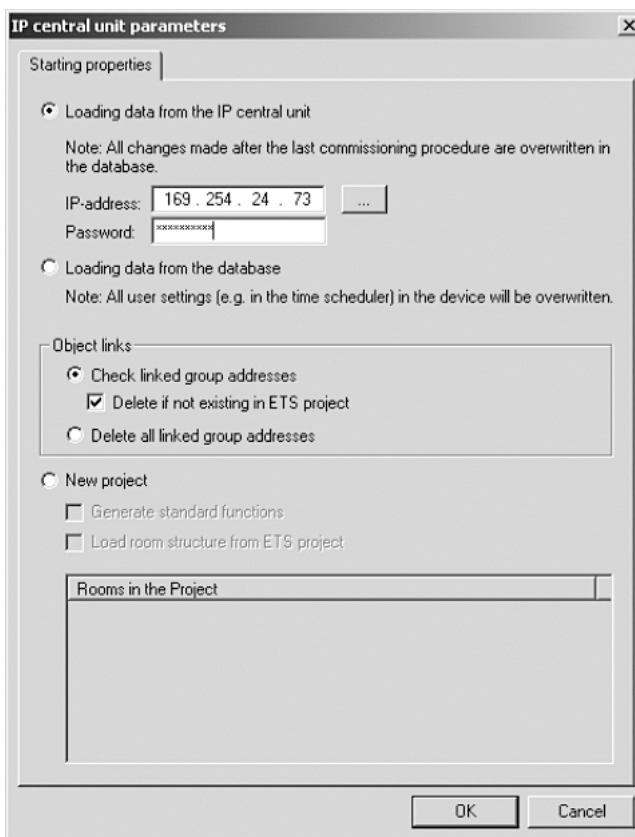 IP central unit parameters
Starting properties
Loading data from the IP central unit
Note: All changes made after the last commissioning procedure are overwritten in
the database.
IP-address: 169 . 254 . 24 . 73 ...
Password: **********
Loading data from the database
Note: All user settings (e.g. in the time scheduler) in the device will be overwritten.
Object links
Check linked group addresses
Delete if not existing in ETS project
Delete all linked group addresses
New project
Generate standard functions
Load room structure from ETS project
Rooms in the Project
OK Cancel